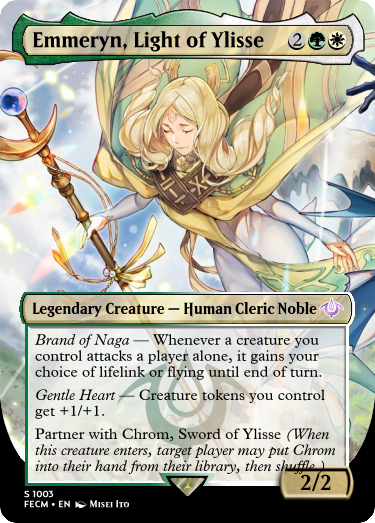 Emmeryn, Light of Ylisse 2
Legendary Creature — Human Cleric Noble
Brand of Naga — Whenever a creature you
control attacks a player alone, it gains your
choice of lifelink or flying until end of turn.
Gentle Heart — Creature tokens you control
get +1/+1.
Partner with Chrom, Sword of Ylisse (When
this creature enters, target player may put Chrom
into their hand from their library, then shuffle.)
2/2
S 1003
FECM • EN Misei Ito